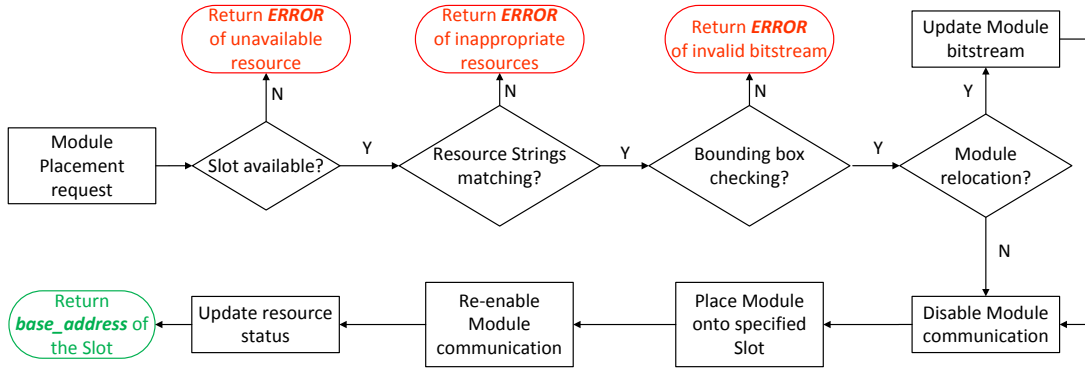 Return ERROR
of unavailable
resource
Return ERROR
of inappropriate
resources
Return ERROR
of invalid bitstream
Update Module
bitstream
N
N
N
Y
Module
Placement
request
Slot available?
Y
Resource Strings
matching?
Y
Bounding box
checking?
Y
Module
relocation?
N
Return
base_address of
the Slot
Update resource
status
Re-enable
Module
communication
Place Module
onto specified
Slot
Disable Module
communication